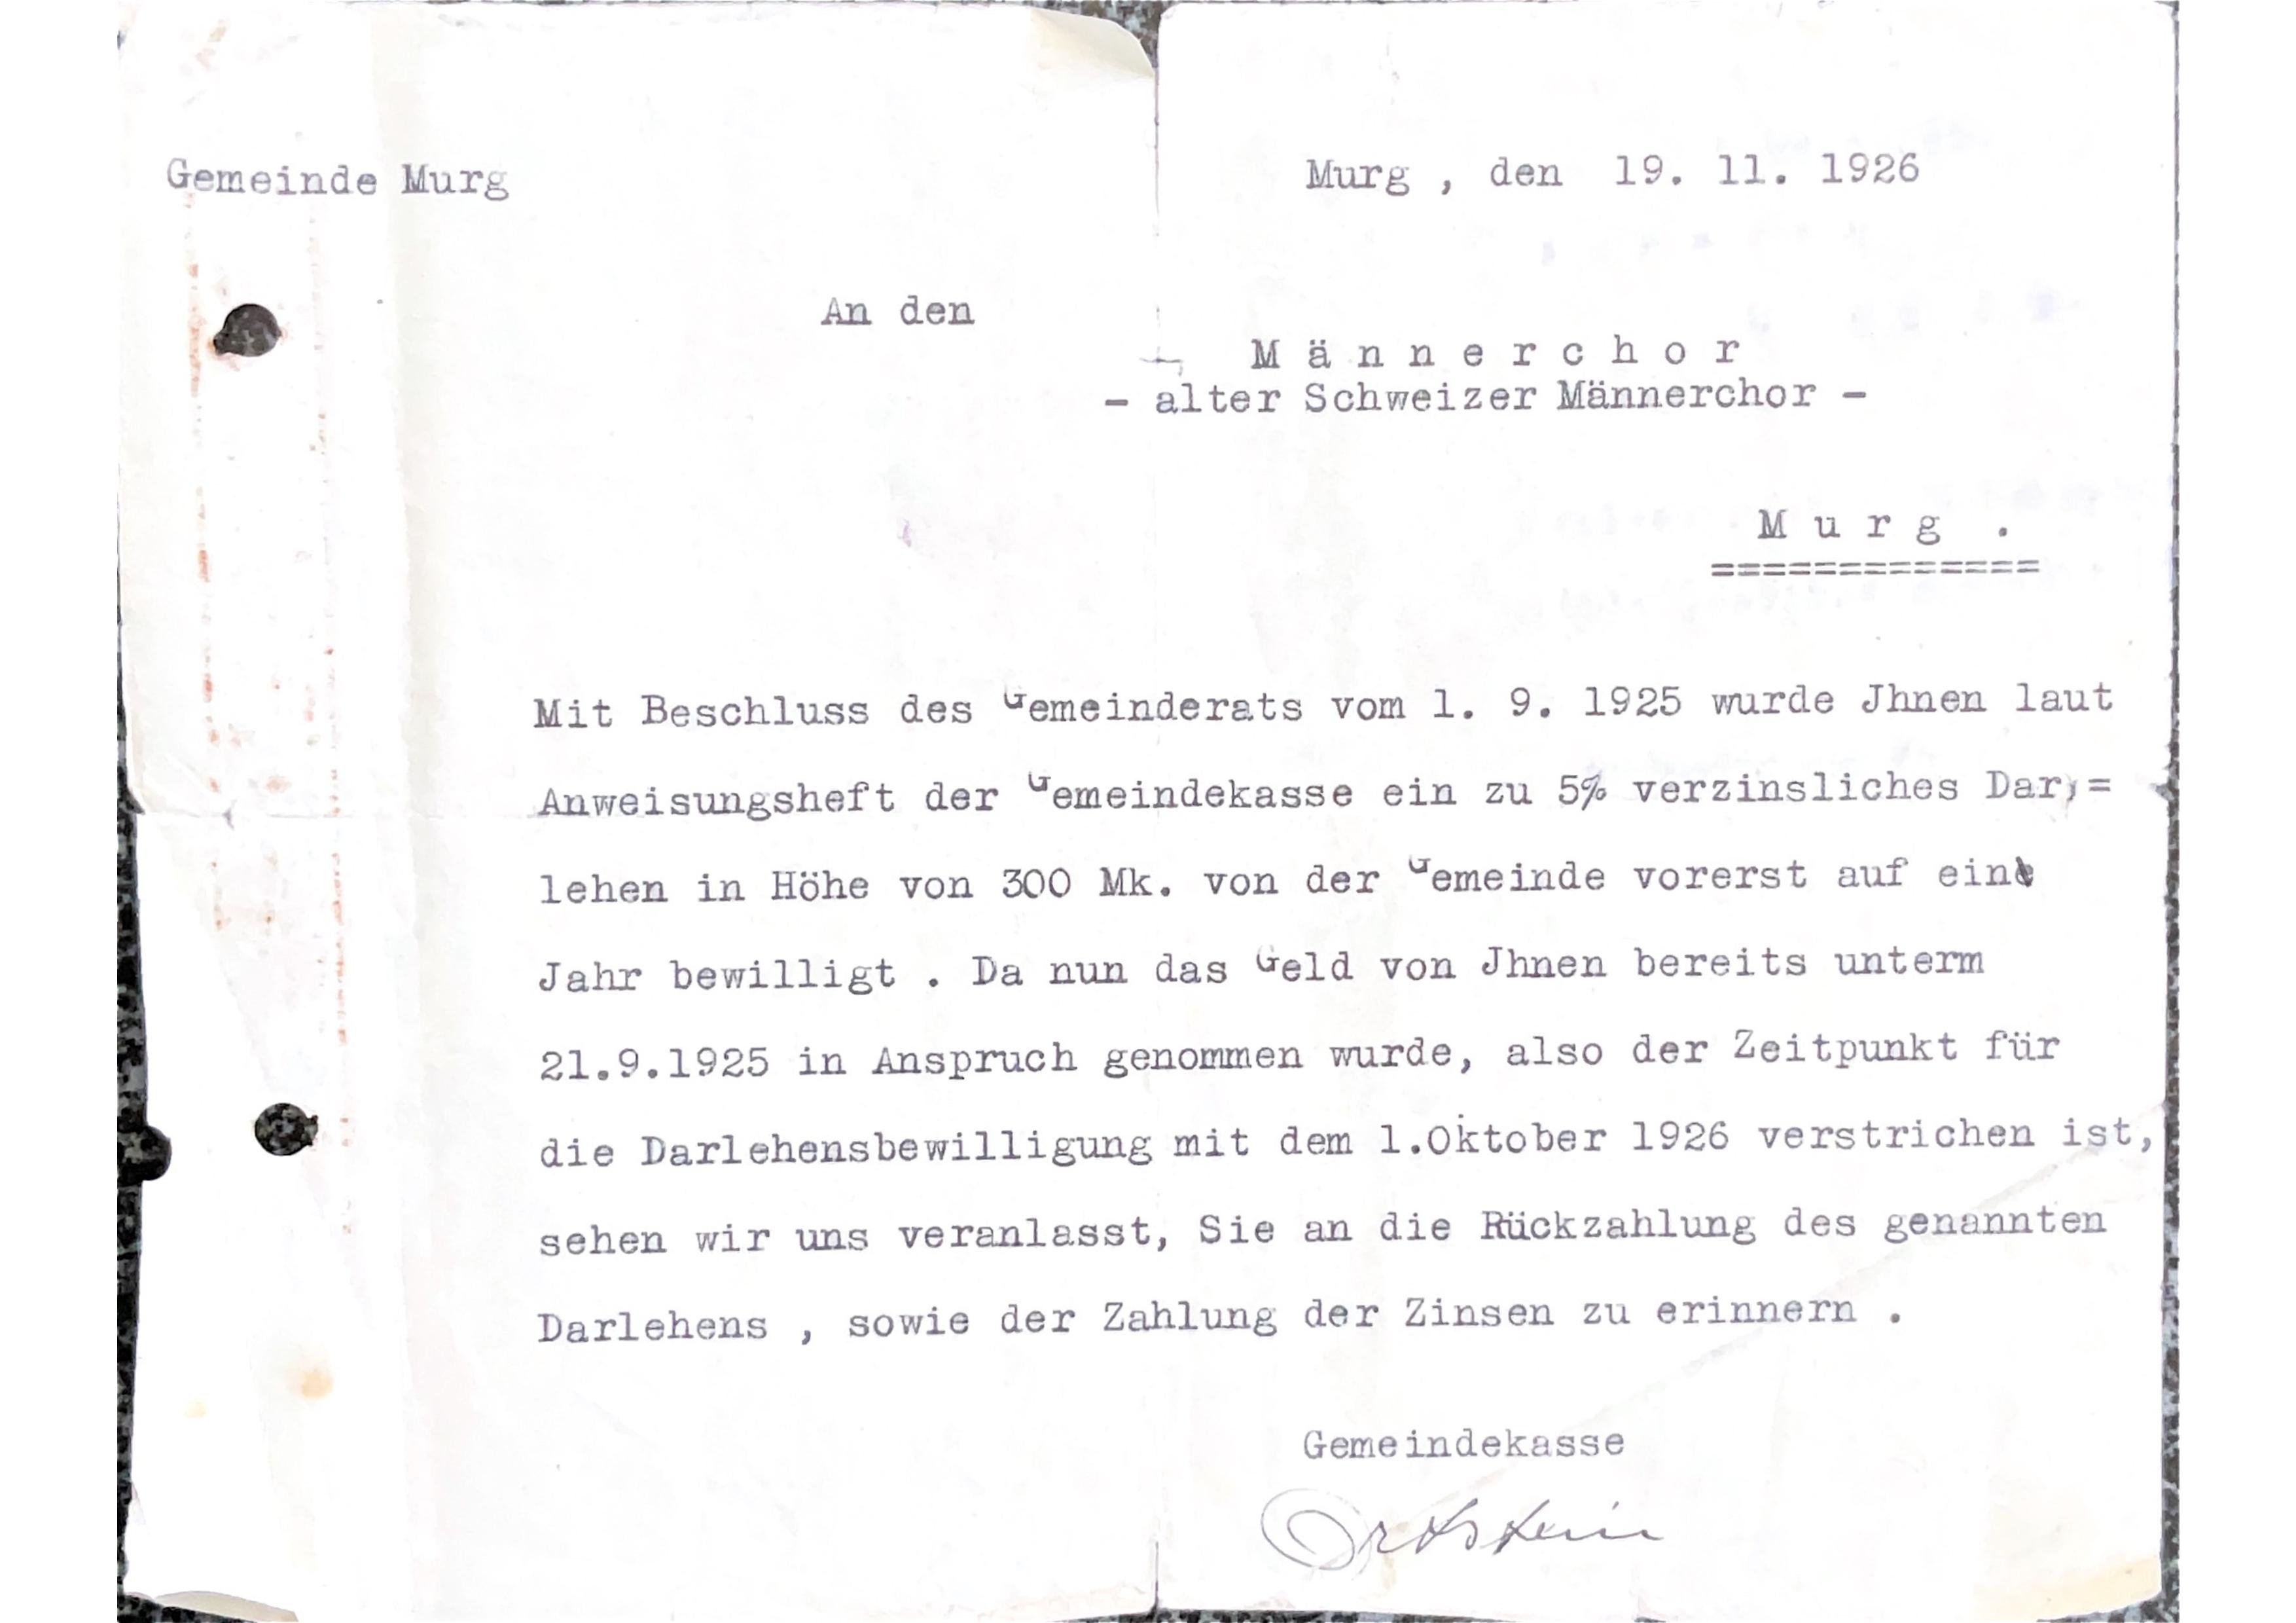 Gemeinde Murg
Murg , den 19. 11. 1926
An den
M ä n n e r c h o r
- alter Schweizer Männerchor -
M u r g .
=============
Mit Beschluss des Gemeinderats vom 1. 9. 1925 wurde Jhnen laut
Anweisungsheft der Gemeindekasse ein zu 5% verzinsliches Dar=
lehen in Höhe von 300 Mk. von der Gemeinde vorerst auf ein
Jahr bewilligt . Da nun das Geld von Jhnen bereits unterm
21.9.1925 in Anspruch genommen wurde, also der Zeitpunkt für
die Darlehensbewilligung mit dem 1.Oktober 1926 verstrichen ist,
sehen wir uns veranlasst, Sie an die Rückzahlung des genannten
Darlehens , sowie der Zahlung der Zinsen zu erinnern .
Gemeindekasse